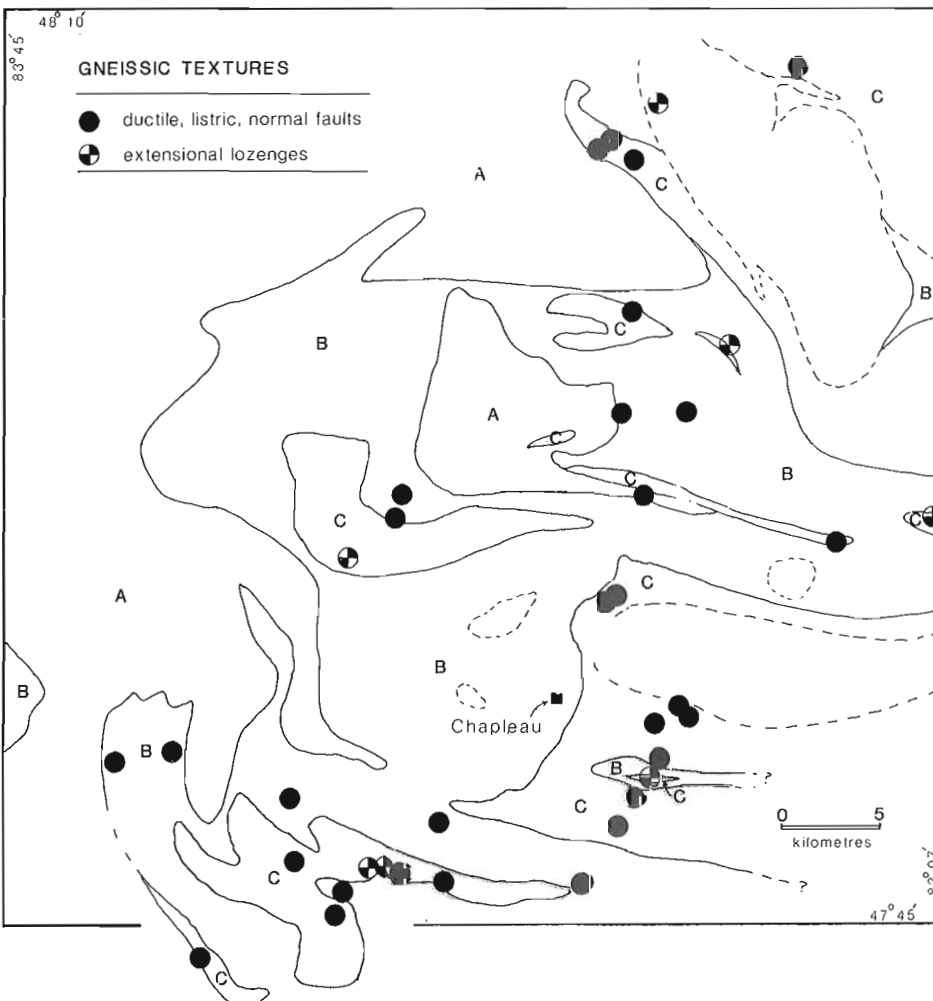 48° 10′
83° 45′
GNEISSIC TEXTURES
ductile, listric, normal faults
extensional lozenges
C
A
C
B
B
C
A
C
B
C
C
C
A
C
B
B
Chapleau
B
B
?
C
C
0 5
kilometres
C
?
47° 45′
C